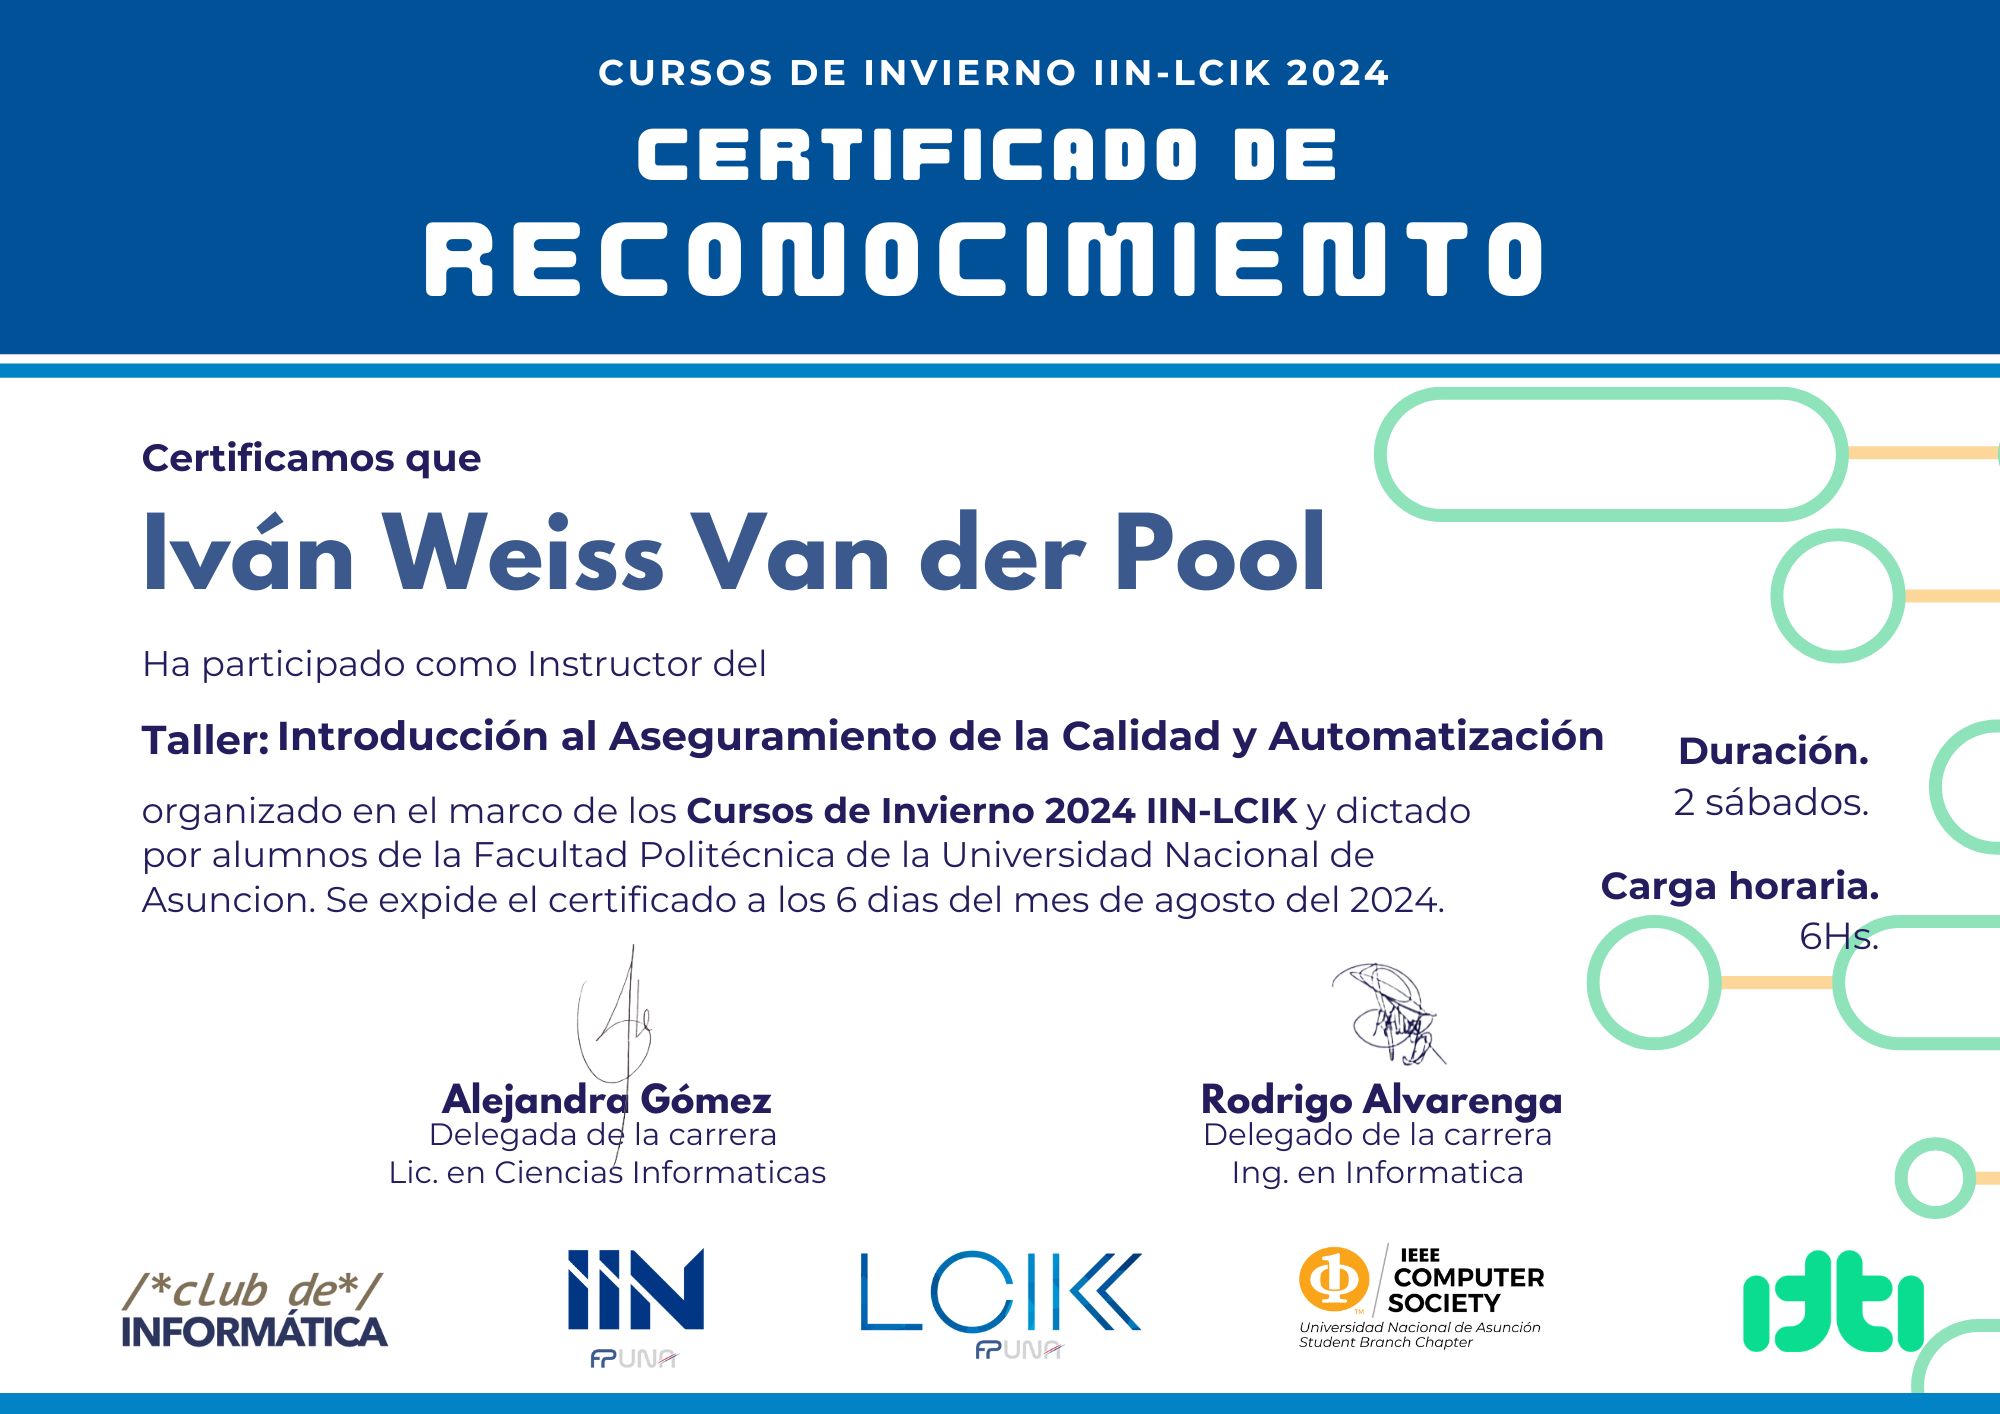 CURSOS DE INVIERNO IIN-LCIK 2024
CERTIFICADO DE
RECONOCIMIENTO
Certificamos que
Iván Weiss Van der Pool
Ha participado como Instructor del
Taller: Introducción al Aseguramiento de la Calidad y Automatización
organizado en el marco de los Cursos de Invierno 2024 IIN-LCIK y dictado
por alumnos de la Facultad Politécnica de la Universidad Nacional de
Asuncion. Se expide el certificado a los 6 dias del mes de agosto del 2024.
Duración.
2 sábados.
Carga horaria.
6Hs.
Alejandra Gómez
Delegada de la carrera
Lic. en Ciencias Informaticas
Rodrigo Alvarenga
Delegado de la carrera
Ing. en Informatica
/*club de*/
INFORMÁTICA
IIN
FPUNA
LCIK
FPUNA
IEEE
COMPUTER
SOCIETY
TM
Universidad Nacional de Asunción
Student Branch Chapter